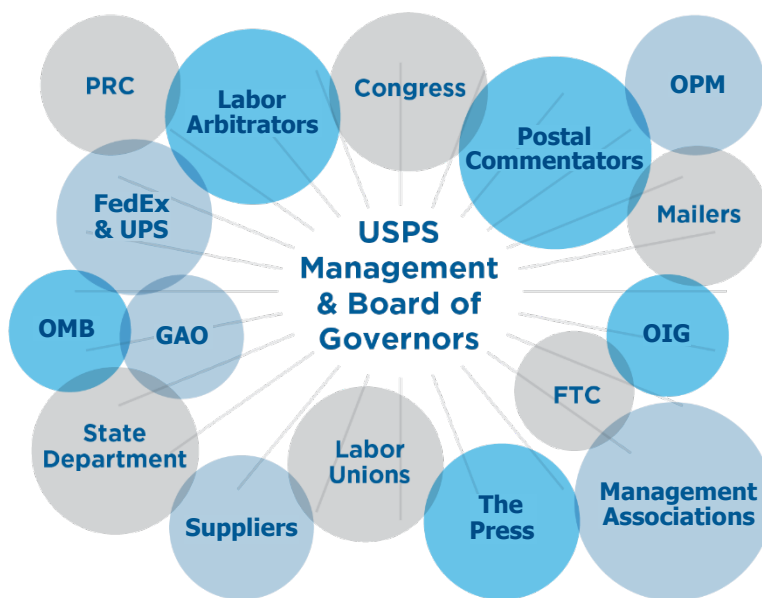 PRC
Labor
Arbitrators
Congress
Postal
Commentators
OPM
FedEx
& UPS
Mailers
USPS
Management
& Board of
Governors
OMB
GAO
OIG
FTC
State
Department
Labor
Unions
Suppliers
The
Press
Management
Associations